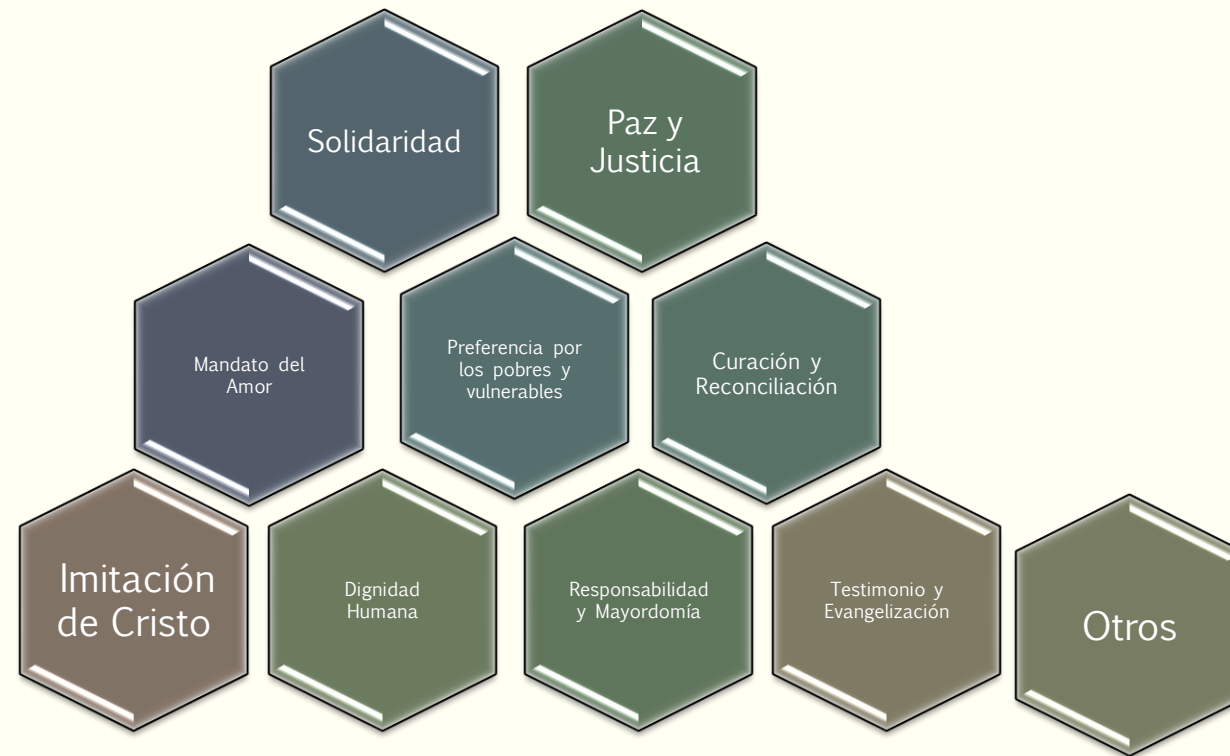 Solidaridad
Paz y
Justicia
Mandato del
Amor
Preferencia por
los pobres y
vulnerables
Curación y
Reconciliación
Imitación
de Cristo
Dignidad
Humana
Responsabilidad
y Mayordomía
Testimonio y
Evangelización
Otros